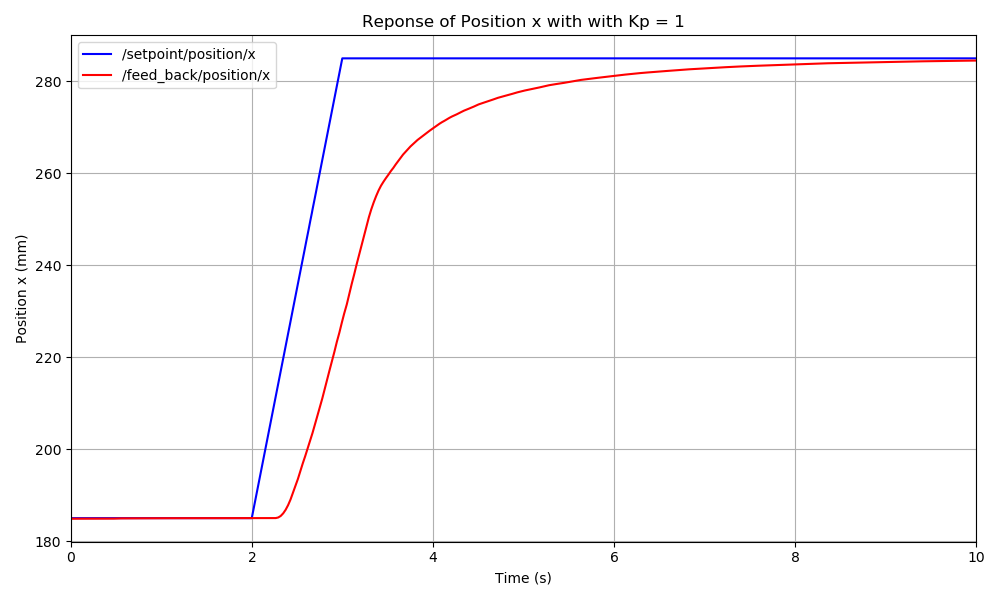 Reponse of Position x with with Kp = 1
/setpoint/position/x
/feed_back/position/x
Position x (mm)
280
260
240
220
200
180
0 2 4 6 8 10
Time (s)